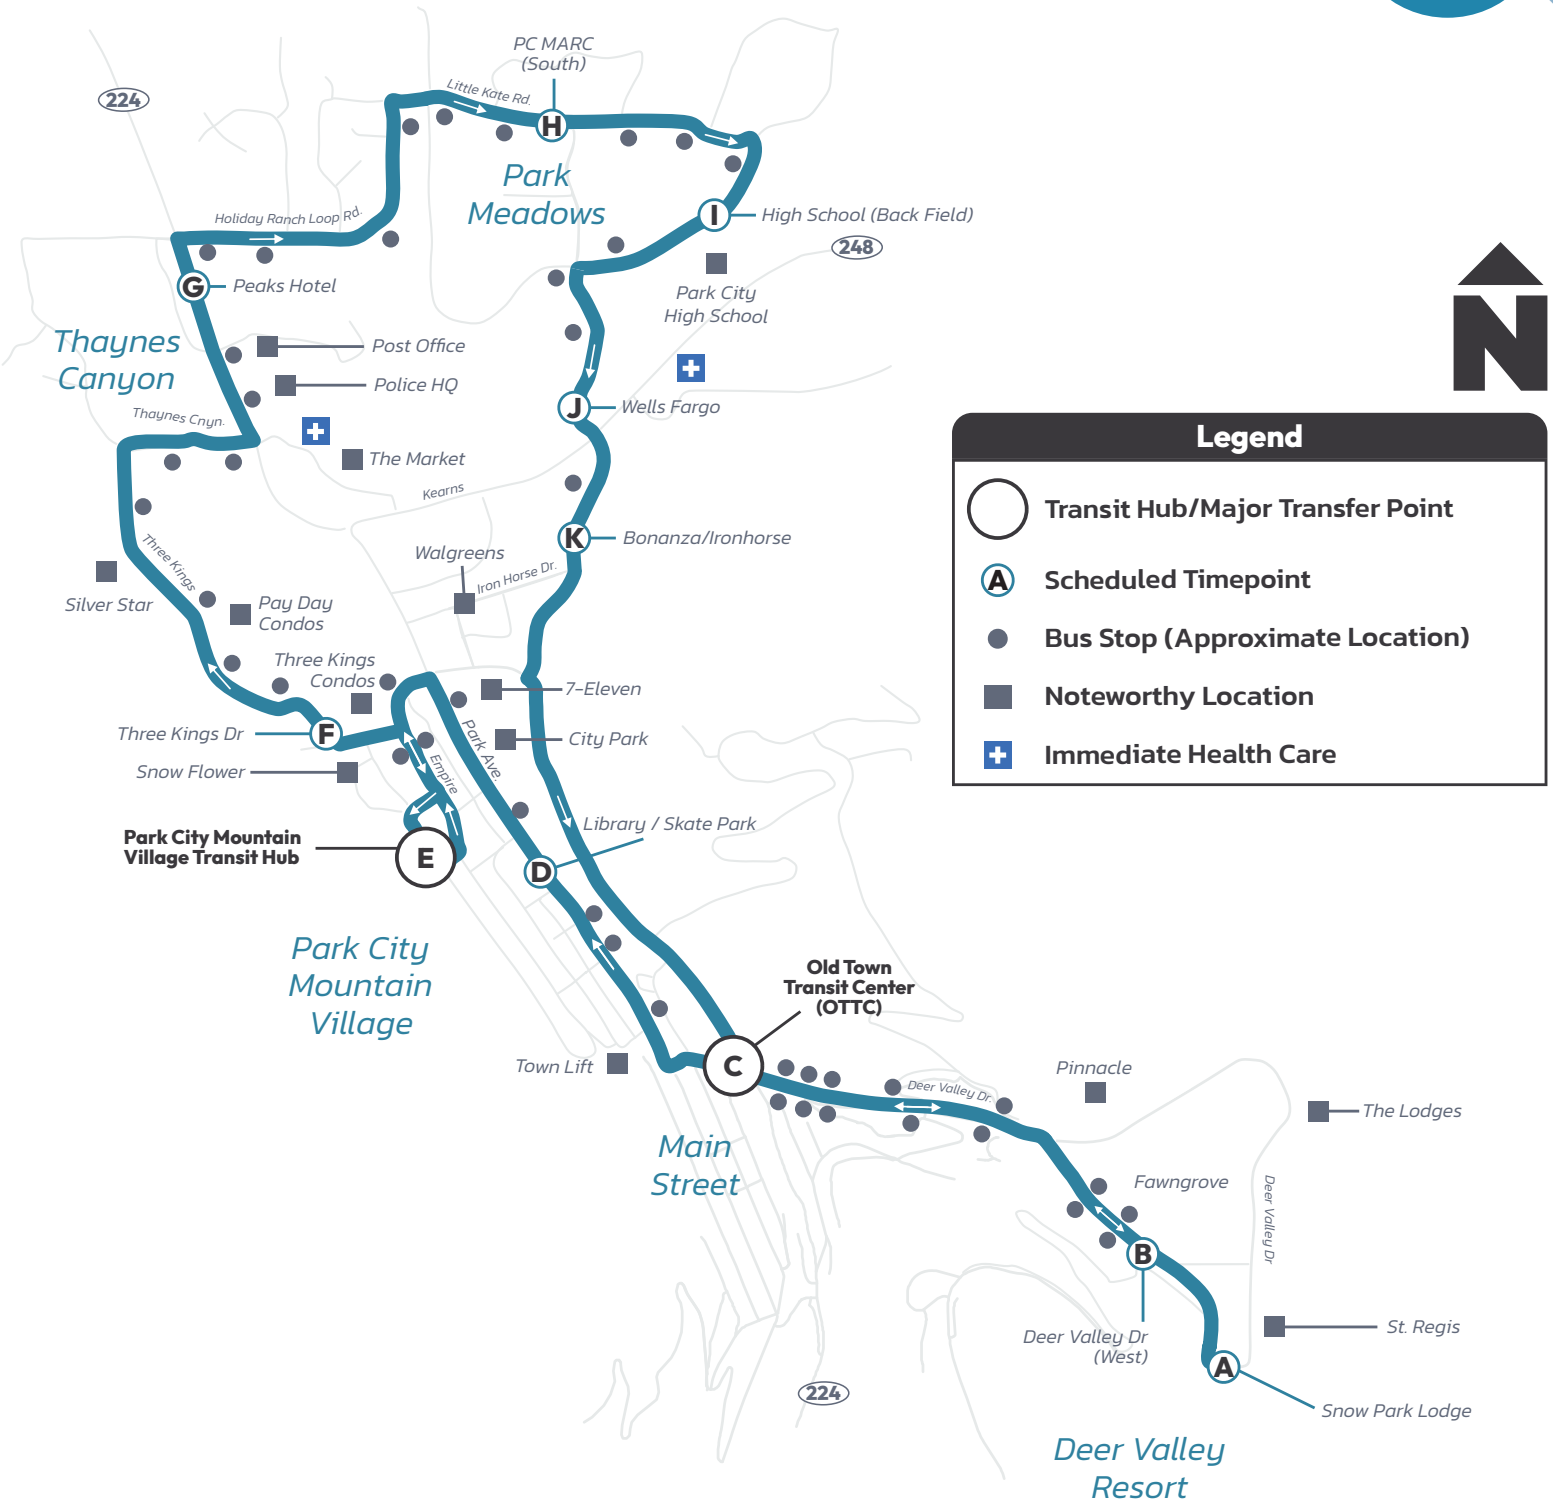 PC MARC
(South)
224
Little Kate Rd.
H
Park
Meadows
I
High School (Back Field)
Holiday Ranch Loop Rd.
248
G
Peaks Hotel
Park City
High School
N
Thaynes
Canyon
Post Office
Police HQ
J
Wells Fargo
Thaynes Cnyn.
The Market
Kearns
Legend
Transit Hub/Major Transfer Point
A
Scheduled Timepoint
Bus Stop (Approximate Location)
Noteworthy Location
Immediate Health Care
K
Bonanza/Ironhorse
Walgreens
Iron Horse Dr.
Three Kings
Silver Star
Pay Day
Condos
Three Kings
Condos
7-Eleven
Three Kings Dr
F
Park Ave.
City Park
Snow Flower
Empire
Library / Skate Park
Park City Mountain
Village Transit Hub
E
D
Park City
Mountain
Village
Old Town
Transit Center
(OTTC)
Town Lift
C
Deer Valley Dr.
Pinnacle
The Lodges
Main
Street
Fawngrove
Deer Valley Dr
B
Deer Valley Dr
(West)
St. Regis
A
224
Snow Park Lodge
Deer Valley
Resort